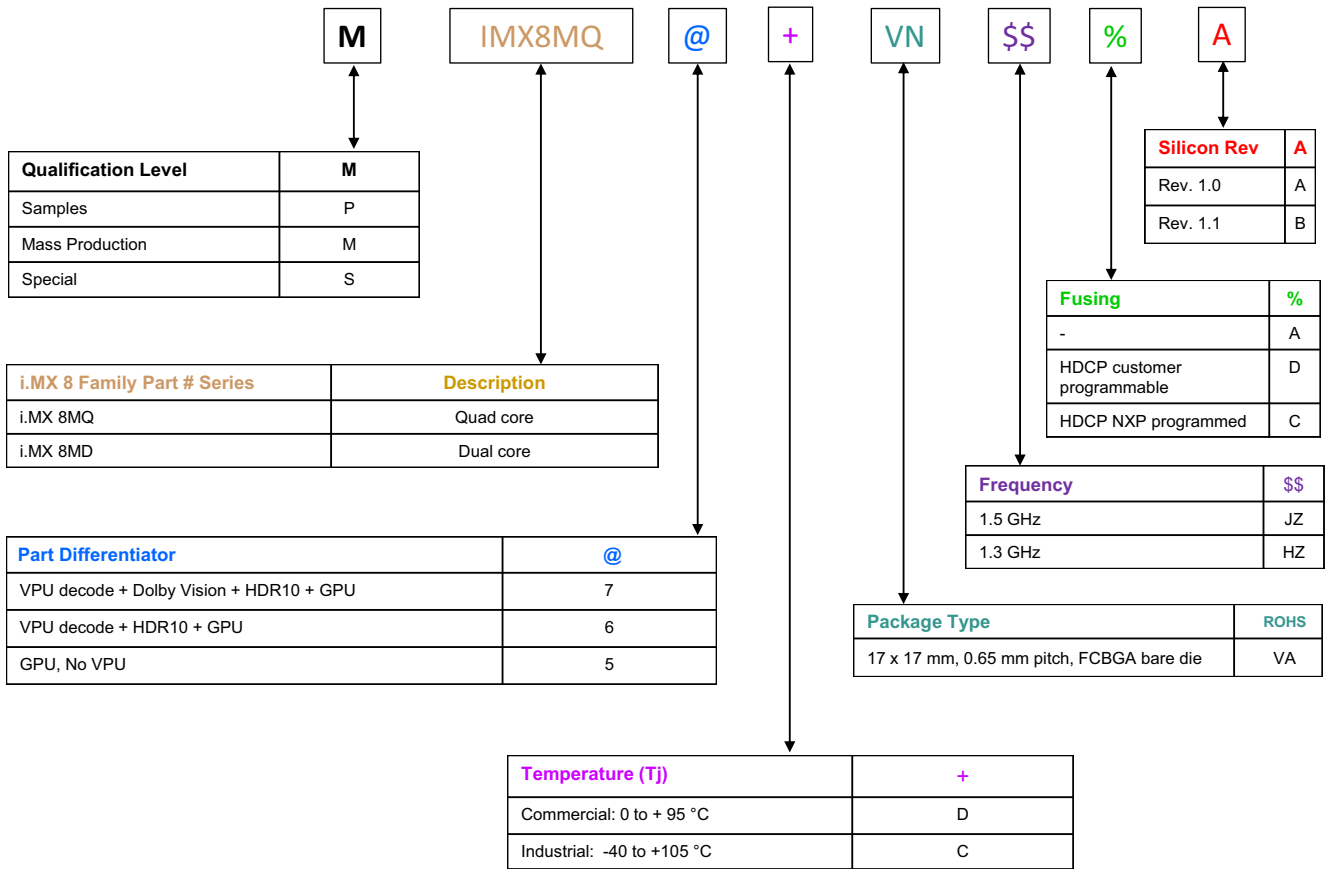 M IMX8MQ @ + VN $$ % A
Qualification Level M
Samples P
Mass Production M
Special S
Silicon Rev A
Rev. 1.0 A
Rev. 1.1 B
Fusing %
- A
HDCP customer
programmable D
HDCP NXP programmed C
i.MX 8 Family Part # Series Description
i.MX 8MQ Quad core
i.MX 8MD Dual core
Frequency $$
1.5 GHz JZ
1.3 GHz HZ
Part Differentiator @
VPU decode + Dolby Vision + HDR10 + GPU 7
VPU decode + HDR10 + GPU 6
GPU, No VPU 5
Package Type ROHS
17 x 17 mm, 0.65 mm pitch, FCBGA bare die VA
Temperature (Tj) +
Commercial: 0 to + 95 °C D
Industrial: -40 to +105 °C C